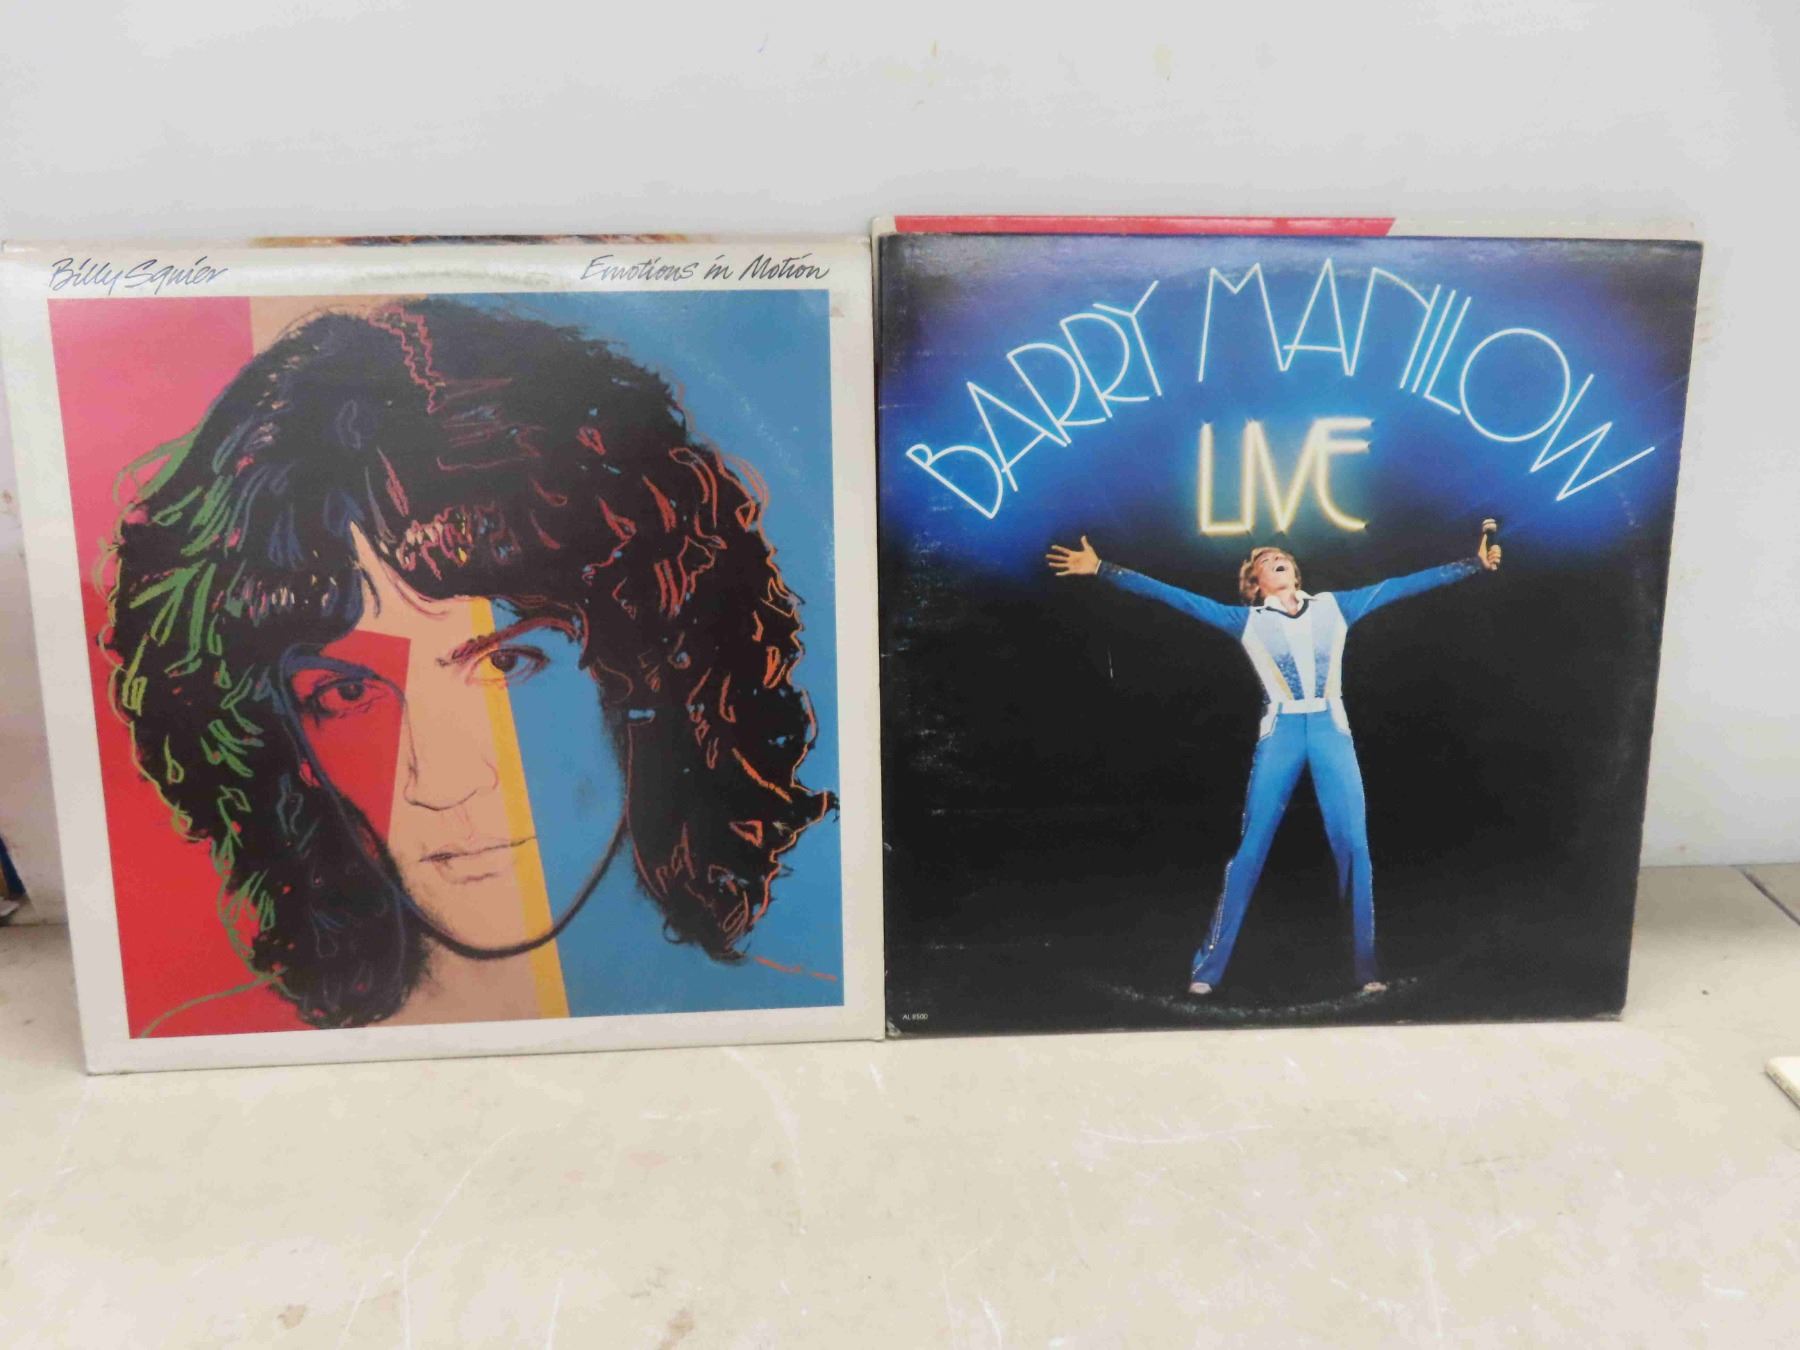 Billy Squier
Emotions in Motion
BARRY MANILOW
LIVE
AL 8500